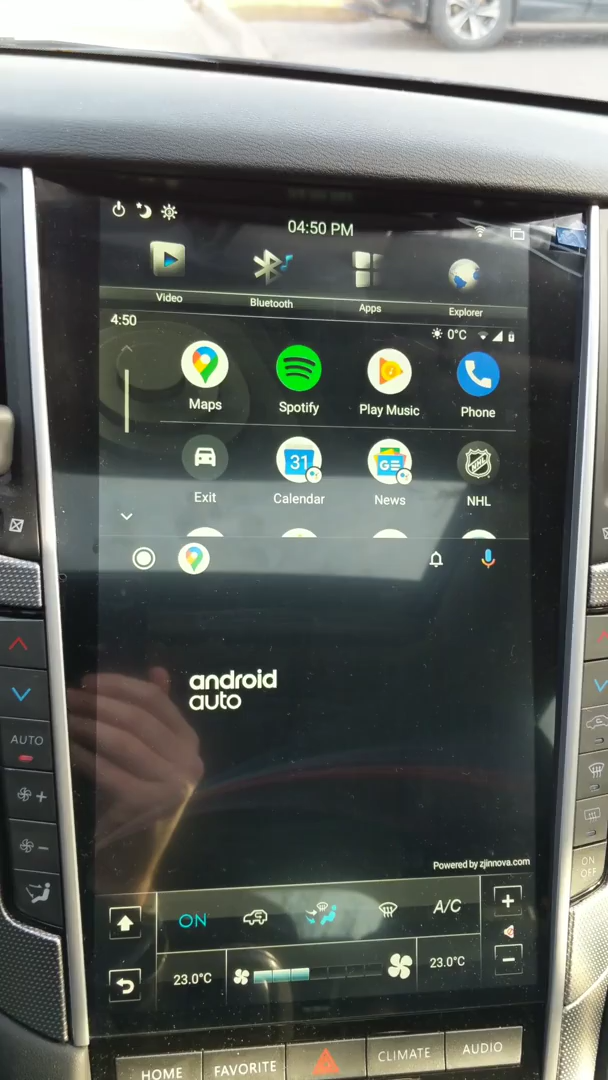 04:50 PM
Video
Bluetooth
Apps
Explorer
4:50
0°C
Maps
Spotify
Play Music
Phone
Exit
31
GE
NHL
Calendar
News
NHL
android
auto
Powered by zjinnova.com
AUTO
ON
OFF
ON
A/C
23.0°C
23.0°C
HOME
FAVORITE
CLIMATE
AUDIO